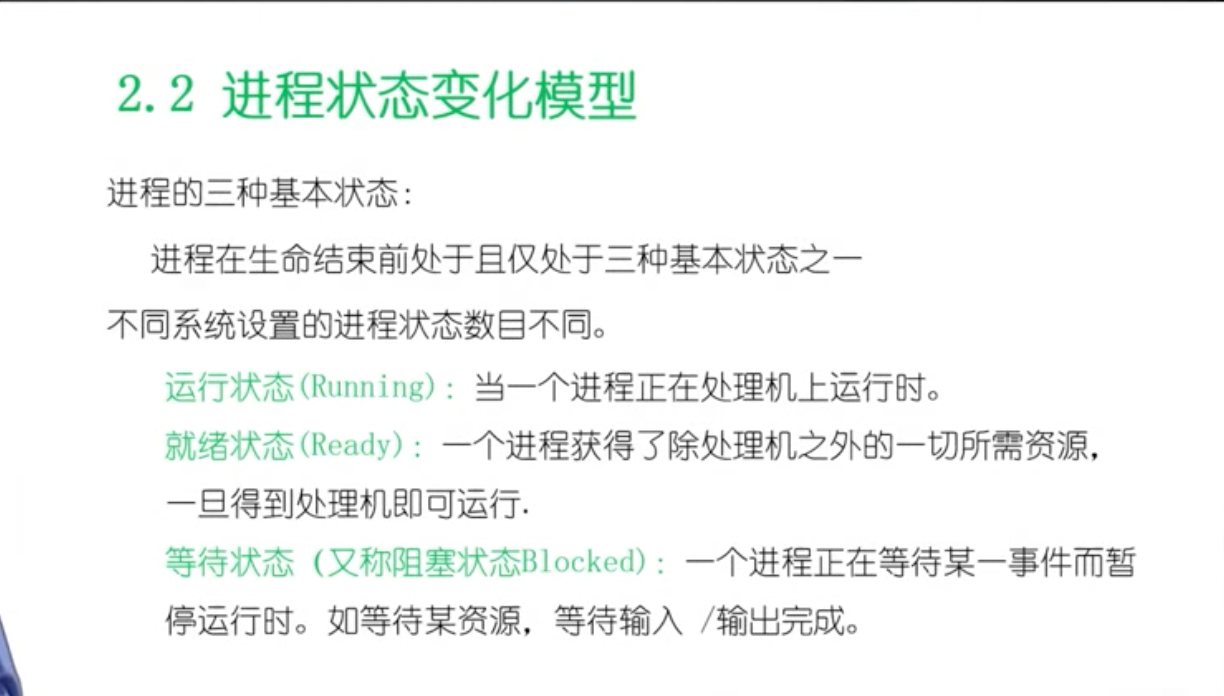 2.2 进程状态变化模型
进程的三种基本状态:
进程在生命结束前处于且仅处于三种基本状态之一
不同系统设置的进程状态数目不同。
运行状态(Running): 当一个进程正在处理机上运行时。
就绪状态(Ready): 一个进程获得了除处理机之外的一切所需资源,
一旦得到处理机即可运行.
等待状态 (又称阻塞状态Blocked): 一个进程正在等待某一事件而暂
停运行时。如等待某资源, 等待输入 /输出完成。